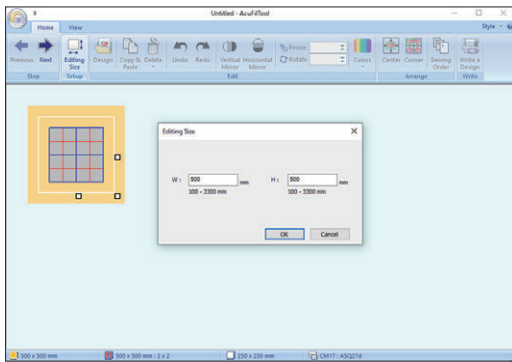 Untitled - AcuFilTool
Home View Style
Previous Next Editing Size Design Copy & Paste Delete Undo Redo Vertical Mirror Horizontal Mirror Resize Rotate Colors Center Corner Sewing Order Write a Design
Step Setup Edit Arrange Write
Editing Size
W : 500 mm H : 500 mm
100 - 3300 mm 100 - 3300 mm
OK Cancel
500 x 500 mm 500 x 500 mm : 2 x 2 250 x 250 mm CM17 : ASQ27d